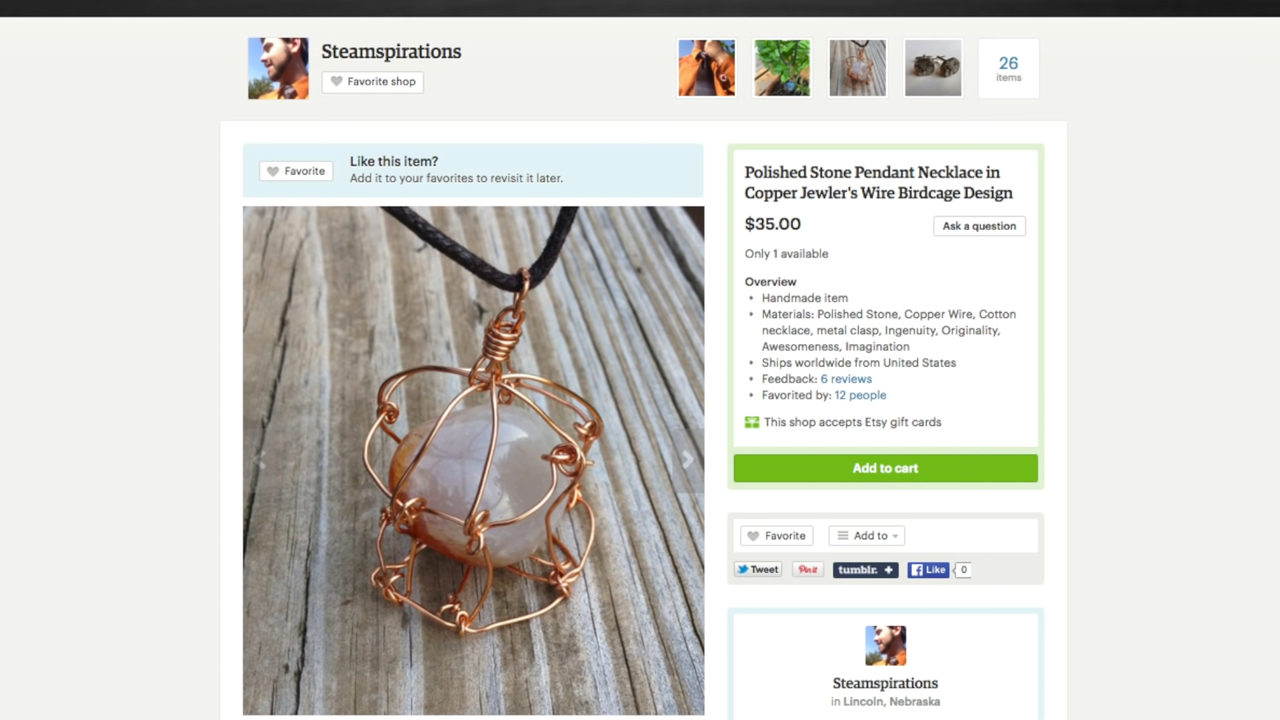 Steamspirations
Favorite shop
26
items
Favorite
Like this item?
Add it to your favorites to revisit it later.
Polished Stone Pendant Necklace in
Copper Jewler's Wire Birdcage Design
$35.00
Ask a question
Only 1 available
Overview
• Handmade item
• Materials: Polished Stone, Copper Wire, Cotton
necklace, metal clasp, Ingenuity, Originality,
Awesomeness, Imagination
• Ships worldwide from United States
• Feedback: 6 reviews
• Favorited by: 12 people
This shop accepts Etsy gift cards
Add to cart
Favorite
Add to
Tweet
Pin it
tumblr. +
Like
0
Steamspirations
in Lincoln, Nebraska